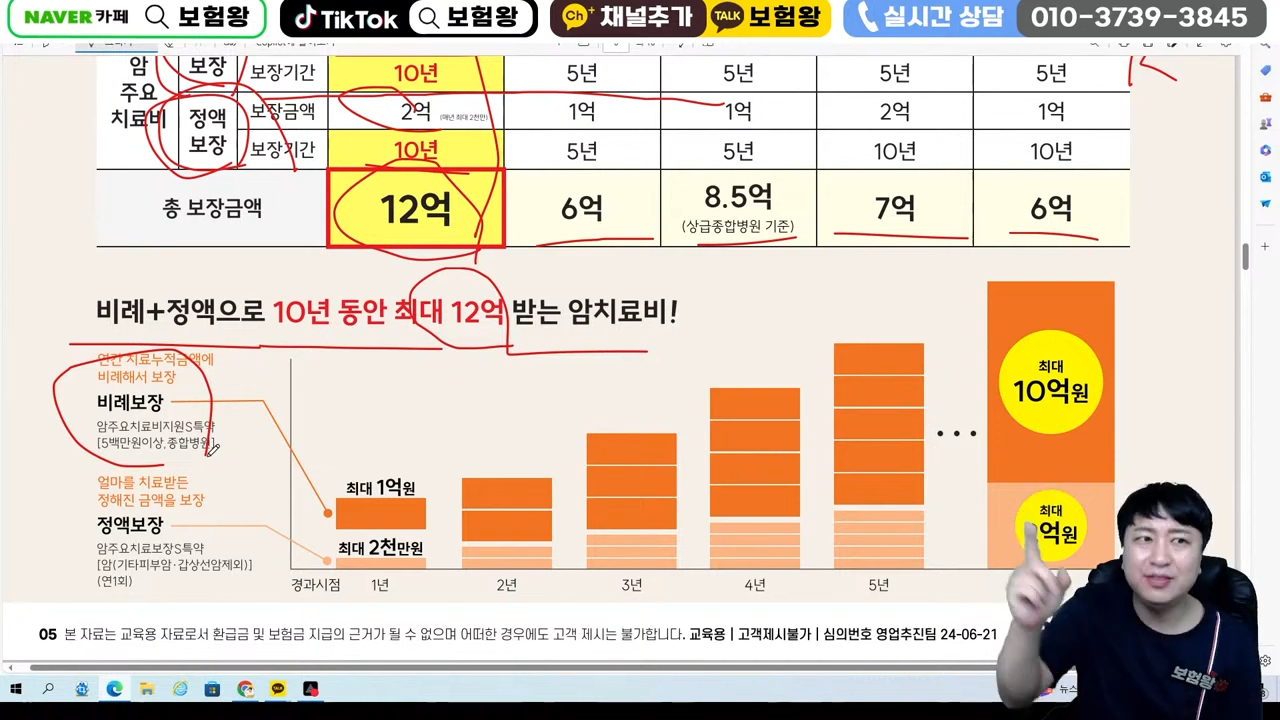 NAVER 카페 보험왕 TikTok 보험왕 Ch+ 채널추가 TALK 보험왕 실시간 상담 010-3739-3845
암 주요 치료비
보장 보장기간 10년 5년 5년 5년 5년
정액 보장 보장금액 2억 (매년 최대 2천만) 1억 1억 2억 1억
보장기간 10년 5년 5년 10년 10년
총 보장금액 12억 6억 8.5억 7억 6억
(상급종합병원 기준)
비례+정액으로 10년 동안 최대 12억 받는 암치료비!
연간 치료누적금액에
비례해서 보장
비례보장
암주요치료비지원S특약
[5백만원이상,종합병원]
얼마를 치료받든
정해진 금액을 보장
정액보장
암주요치료보장S특약
[암(기타피부암·갑상선암제외)]
(연1회)
최대 1억원
최대 2천만원
최대
10억원
최대
억원
경과시점 1년 2년 3년 4년 5년
05 본 자료는 교육용 자료로서 환급금 및 보험금 지급의 근거가 될 수 없으며 어떠한 경우에도 고객 제시는 불가합니다. 교육용 | 고객제시불가 | 심의번호 영업추진팀 24-06-21
보험왕
뉴스